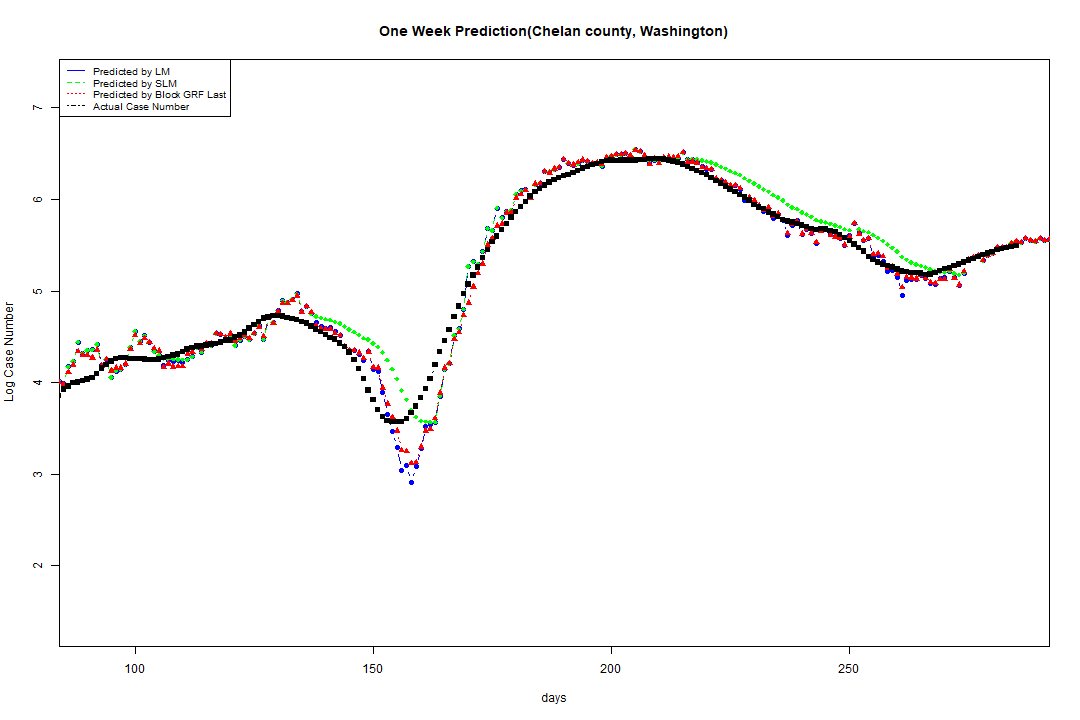 One Week Prediction(Chelan county, Washington)
Predicted by LM
Predicted by SLM
Predicted by Block GRF Last
Actual Case Number
Log Case Number
7
6
5
4
3
2
100 150 200 250
days